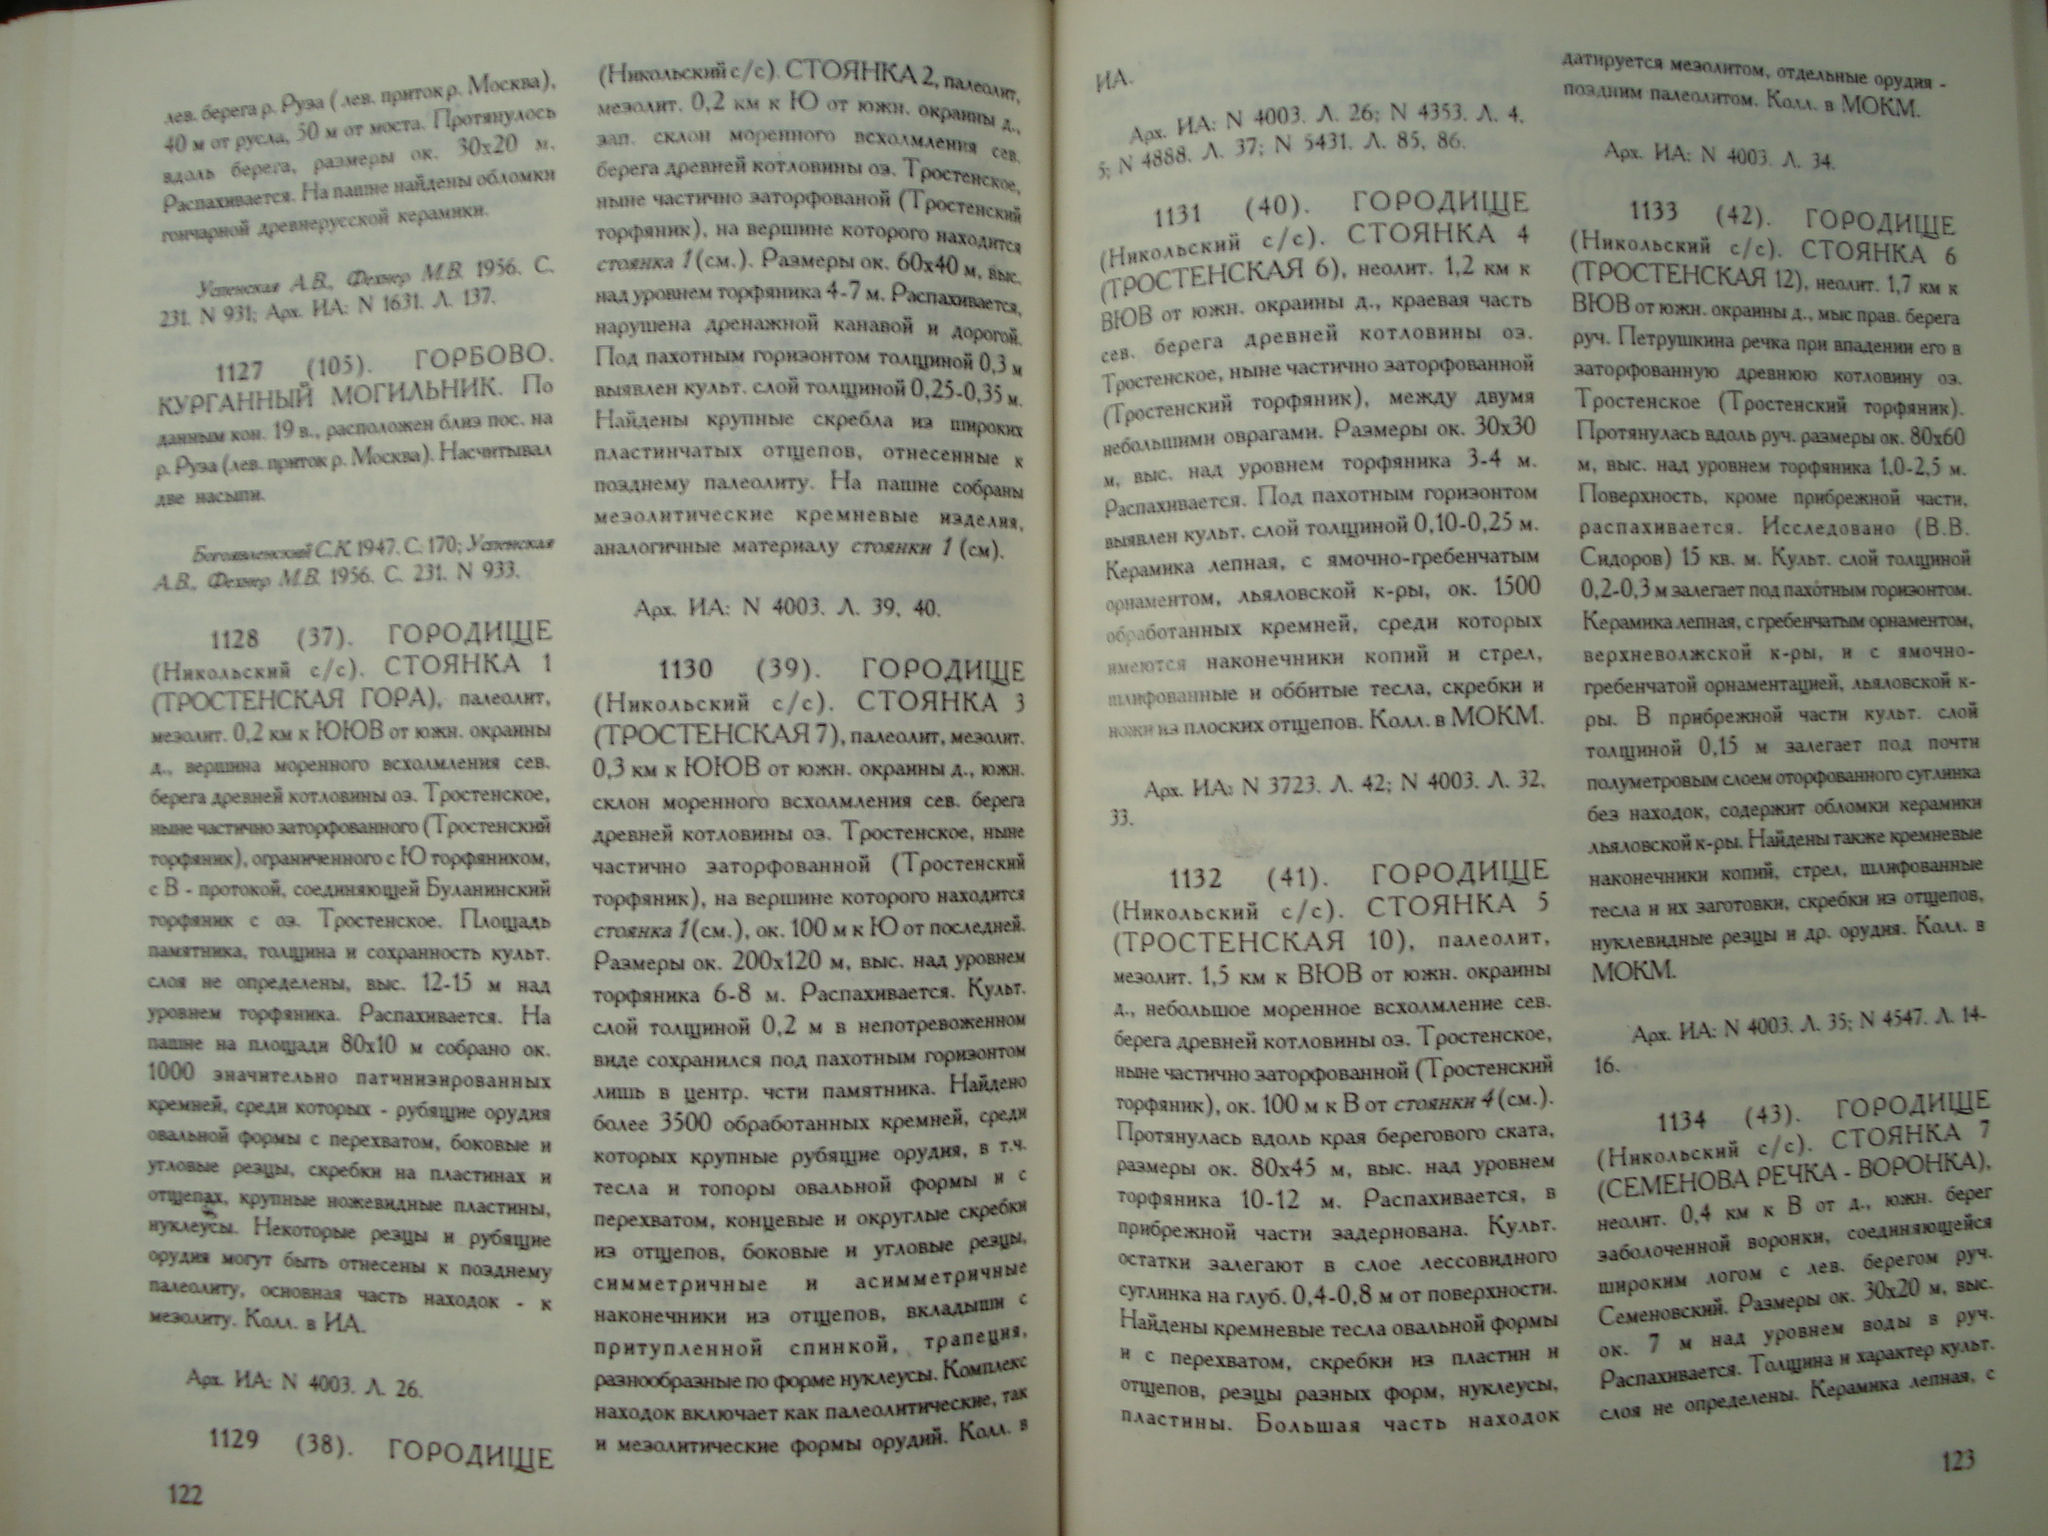 лев. берега р. Руза (лев. приток р. Москва),
40 м от русла, 50 м от моста. Протянулось
вдоль берега, размеры ок. 30х20 м.
Распахивается. На пашне найдены обломки
гончарной древнерусской керамики.
Успенская А.В., Фехнер М.В. 1956. С.
231. N 931; Арх. ИА: N 1631. Л. 137.
1127 (105). ГОРБОВО.
КУРГАННЫЙ МОГИЛЬНИК. По
данным кон. 19 в., расположен близ пос. на
р. Руза (лев. приток р. Москва). Насчитывал
две насыпи.
Богоявленский С.К. 1947. С. 170; Успенская
А.В., Фехнер М.В. 1956. С. 231. N 933.
1128 (37). ГОРОДИЩЕ
(Никольский с/с). СТОЯНКА 1
(ТРОСТЕНСКАЯ ГОРА), палеолит,
мезолит. 0,2 км к ЮЮВ от южн. окраины
д., вершина моренного всхолмления сев.
берега древней котловины оз. Тростенское,
ныне частично заторфованного (Тростенский
торфяник), ограниченного с Ю торфяником,
с В - протокой, соединяющей Буланинский
торфяник с оз. Тростенское. Площадь
памятника, толщина и сохранность культ.
слоя не определены, выс. 12-15 м над
уровнем торфяника. Распахивается. На
пашне на площади 80х10 м собрано ок.
1000 значительно патинизированных
кремней, среди которых - рубящие орудия
овальной формы с перехватом, боковые и
угловые резцы, скребки на пластинах и
отщепах, крупные ножевидные пластины,
нуклеусы. Некоторые резцы и рубящие
орудия могут быть отнесены к позднему
палеолиту, основная часть находок - к
мезолиту. Колл. в ИА.
Арх. ИА: N 4003. Л. 26.
1129 (38). ГОРОДИЩЕ
122
(Никольский с/с). СТОЯНКА 2, палеолит,
мезолит. 0,2 км к Ю от южн. окраины д.,
зап. склон моренного всхолмления сев.
берега древней котловины оз. Тростенское,
ныне частично заторфованой (Тростенский
торфяник), на вершине которого находится
стоянка 1 (см.). Размеры ок. 60х40 м, выс.
над уровнем торфяника 4-7 м. Распахивается,
нарушена дренажной канавой и дорогой.
Под пахотным горизонтом толщиной 0,3 м
выявлен культ. слой толщиной 0,25-0,35 м.
Найдены крупные скребла из широких
пластинчатых отщепов, отнесенные к
позднему палеолиту. На пашне собраны
мезолитические кремневые изделия,
аналогичные материалу стоянки 1 (см).
Арх. ИА: N 4003. Л. 39, 40.
1130 (39). ГОРОДИЩЕ
(Никольский с/с). СТОЯНКА 3
(ТРОСТЕНСКАЯ 7), палеолит, мезолит.
0,3 км к ЮЮВ от южн. окраины д., южн.
склон моренного всхолмления сев. берега
древней котловины оз. Тростенское, ныне
частично заторфованной (Тростенский
торфяник), на вершине которого находится
стоянка 1 (см.), ок. 100 м к Ю от последней.
Размеры ок. 200х120 м, выс. над уровнем
торфяника 6-8 м. Распахивается. Культ.
слой толщиной 0,2 м в непотревоженном
виде сохранился под пахотным горизонтом
лишь в центр. чсти памятника. Найдено
более 3500 обработанных кремней, среди
которых крупные рубящие орудия, в т.ч.
тесла и топоры овальной формы и с
перехватом, концевые и округлые скребки
из отщепов, боковые и угловые резцы,
симметричные и асимметричные
наконечники из отщепов, вкладыши с
притупленной спинкой, трапеция,
разнообразные по форме нуклеусы. Комплекс
находок включает как палеолитические, так
и мезолитические формы орудий. Колл. в
ИА.
Арх. ИА: N 4003. Л. 26; N 4353. Л. 4,
5; N 4888. Л. 37; N 5431. Л. 85, 86.
1131 (40). ГОРОДИЩЕ
(Никольский с/с). СТОЯНКА 4
(ТРОСТЕНСКАЯ 6), неолит. 1,2 км к
ВЮВ от южн. окраины д., краевая часть
сев. берега древней котловины оз.
Тростенское, ныне частично заторфованной
(Тростенский торфяник), между двумя
небольшими оврагами. Размеры ок. 30х30
м, выс. над уровнем торфяника 3-4 м.
Распахивается. Под пахотным горизонтом
выявлен культ. слой толщиной 0,10-0,25 м.
Керамика лепная, с ямочно-гребенчатым
орнаментом, льяловской к-ры, ок. 1500
обработанных кремней, среди которых
имеются наконечники копий и стрел,
шлифованные и оббитые тесла, скребки и
ножи из плоских отщепов. Колл. в МОКМ.
Арх. ИА: N 3723. Л. 42; N 4003. Л. 32,
33.
1132 (41). ГОРОДИЩЕ
(Никольский с/с). СТОЯНКА 5
(ТРОСТЕНСКАЯ 10), палеолит,
мезолит. 1,5 км к ВЮВ от южн. окраины
д., небольшое моренное всхолмление сев.
берега древней котловины оз. Тростенское,
ныне частично заторфованной (Тростенский
торфяник), ок. 100 м к В от стоянки 4 (см.).
Протянулась вдоль края берегового ската,
размеры ок. 80х45 м, выс. над уровнем
торфяника 10-12 м. Распахивается, в
прибрежной части задернована. Культ.
остатки залегают в слое лессовидного
суглинка на глуб. 0,4-0,8 м от поверхности.
Найдены кремневые тесла овальной формы
и с перехватом, скребки из пластин и
отщепов, резцы разных форм, нуклеусы,
пластины. Большая часть находок
датируется мезолитом, отдельные орудия -
поздним палеолитом. Колл. в МОКМ.
Арх. ИА: N 4003. Л. 34.
1133 (42). ГОРОДИЩЕ
(Никольский с/с). СТОЯНКА 6
(ТРОСТЕНСКАЯ 12), неолит. 1,7 км к
ВЮВ от южн. окраины д., мыс прав. берега
руч. Петрушкина речка при впадении его в
заторфованную древнюю котловину оз.
Тростенское (Тростенский торфяник).
Протянулась вдоль руч. размеры ок. 80х60
м, выс. над уровнем торфяника 1,0-2,5 м.
Поверхность, кроме прибрежной части,
распахивается. Исследовано (В.В.
Сидоров) 15 кв. м. Культ. слой толщиной
0,2-0,3 м залегает под пахотным горизонтом.
Керамика лепная, с гребенчатым орнаментом,
верхневолжской к-ры, и с ямочно-
гребенчатой орнаментацией, льяловской к-
ры. В прибрежной части культ. слой
толщиной 0,15 м залегает под почти
полуметровым слоем оторфованного суглинка
без находок, содержит обломки керамики
льяловской к-ры. Найдены также кремневые
наконечники копий, стрел, шлифованные
тесла и их заготовки, скребки из отщепов,
нуклевидные резцы и др. орудия. Колл. в
МОКМ.
Арх. ИА: N 4003. Л. 35; N 4547. Л. 14-
16.
1134 (43). ГОРОДИЩЕ
(Никольский с/с). СТОЯНКА 7
(СЕМЕНОВА РЕЧКА - ВОРОНКА),
неолит. 0,4 км к В от д., южн. берег
заболоченной воронки, соединяющейся
широким логом с лев. берегом руч.
Семеновский. Размеры ок. 30х20 м, выс.
ок. 7 м над уровнем воды в руч.
Распахивается. Толщина и характер культ.
слоя не определены. Керамика лепная, с
123